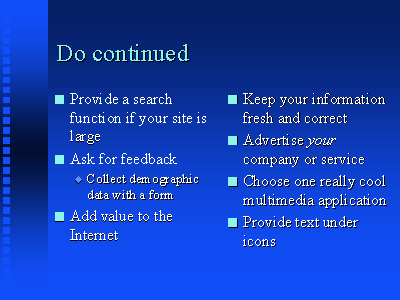 Do continued
Provide a search
function if your site is
large
Ask for feedback
Collect demographic
data with a form
Add value to the
Internet
Keep your information
fresh and correct
Advertise your
company or service
Choose one really cool
multimedia application
Provide text under
icons